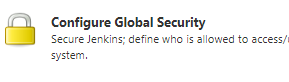 Configure Global Security
Secure Jenkins; define who is allowed to access/
system.